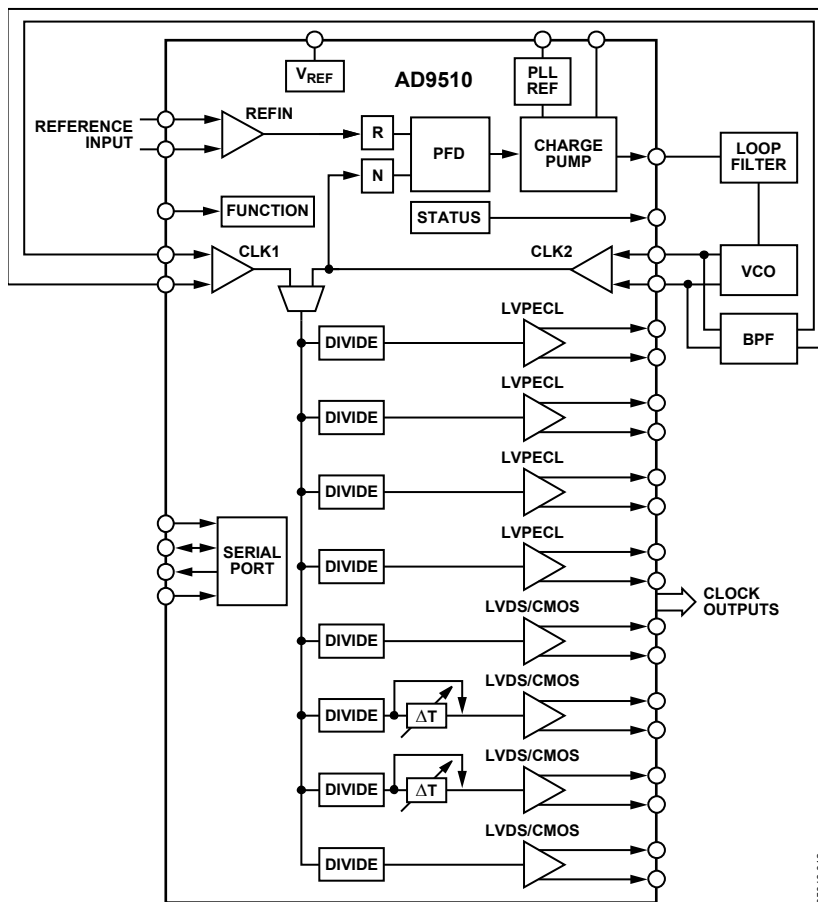 AD9510
VREF
PLL
REF
REFERENCE
INPUT
REFIN
R
N
PFD
CHARGE
PUMP
LOOP
FILTER
FUNCTION
STATUS
CLK1
CLK2
VCO
BPF
LVPECL
DIVIDE
LVPECL
DIVIDE
LVPECL
DIVIDE
LVPECL
DIVIDE
SERIAL
PORT
CLOCK
OUTPUTS
LVDS/CMOS
DIVIDE
LVDS/CMOS
DIVIDE
ΔT
LVDS/CMOS
DIVIDE
ΔT
LVDS/CMOS
DIVIDE